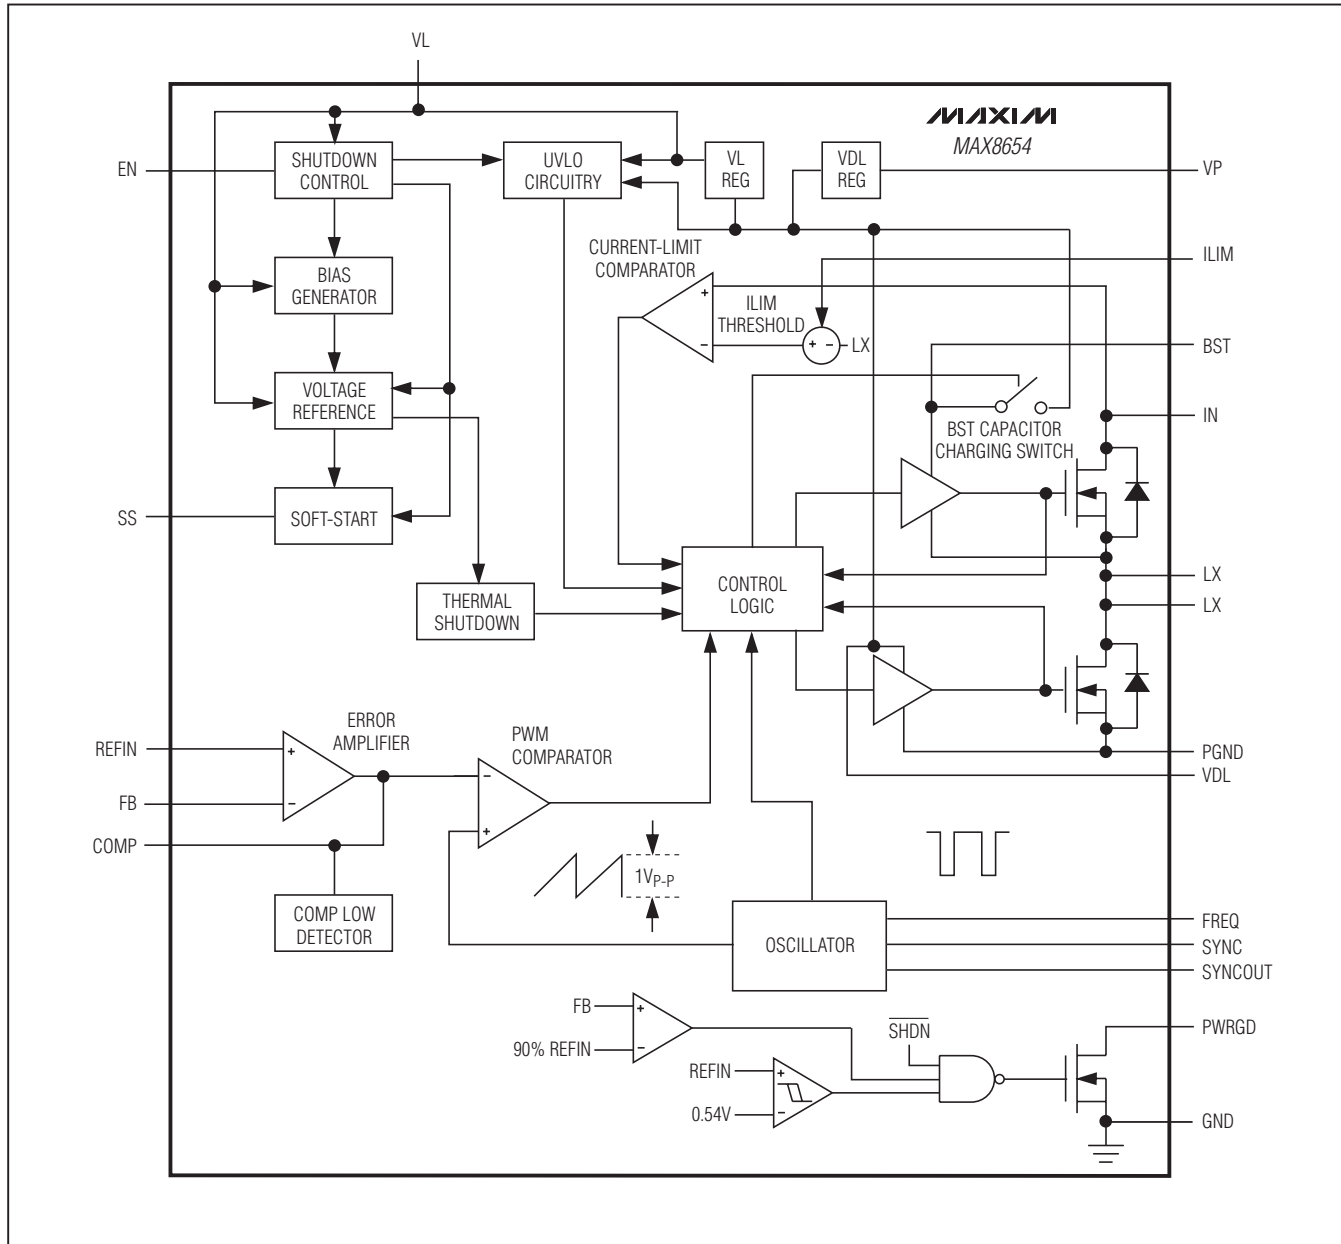 VL
MAXIM
MAX8654
EN
SHUTDOWN
CONTROL
UVLO
CIRCUITRY
VL
REG
VDL
REG
VP
CURRENT-LIMIT
COMPARATOR
ILIM
BIAS
GENERATOR
+
ILIM
THRESHOLD
−
+ −
LX
BST
VOLTAGE
REFERENCE
IN
BST CAPACITOR
CHARGING SWITCH
SS
SOFT-START
CONTROL
LOGIC
LX
LX
THERMAL
SHUTDOWN
ERROR
AMPLIFIER
PWM
COMPARATOR
REFIN
+
PGND
VDL
−
FB
−
+
COMP
1VP-P
COMP LOW
DETECTOR
OSCILLATOR
FREQ
SYNC
SYNCOUT
FB
+
90% REFIN
−
SHDN
PWRGD
REFIN
+
0.54V
−
GND